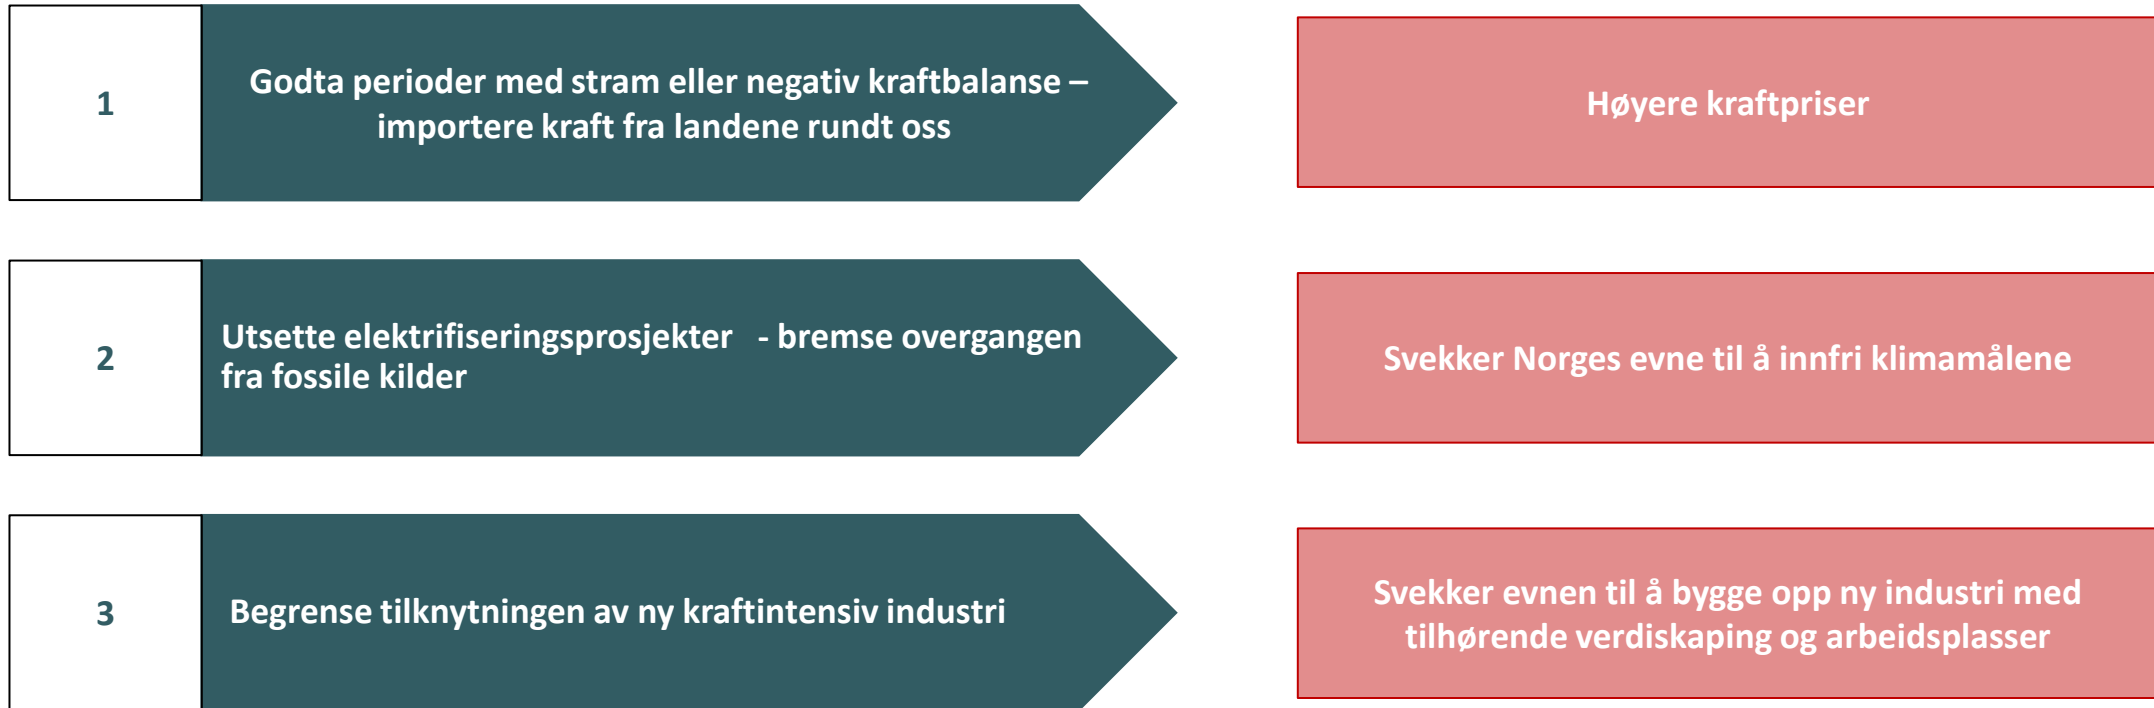 1
Godta perioder med stram eller negativ kraftbalanse –
importere kraft fra landene rundt oss
Høyere kraftpriser
2
Utsette elektrifiseringsprosjekter - bremse overgangen
fra fossile kilder
Svekker Norges evne til å innfri klimamålene
3
Begrense tilknytningen av ny kraftintensiv industri
Svekker evnen til å bygge opp ny industri med
tilhørende verdiskaping og arbeidsplasser